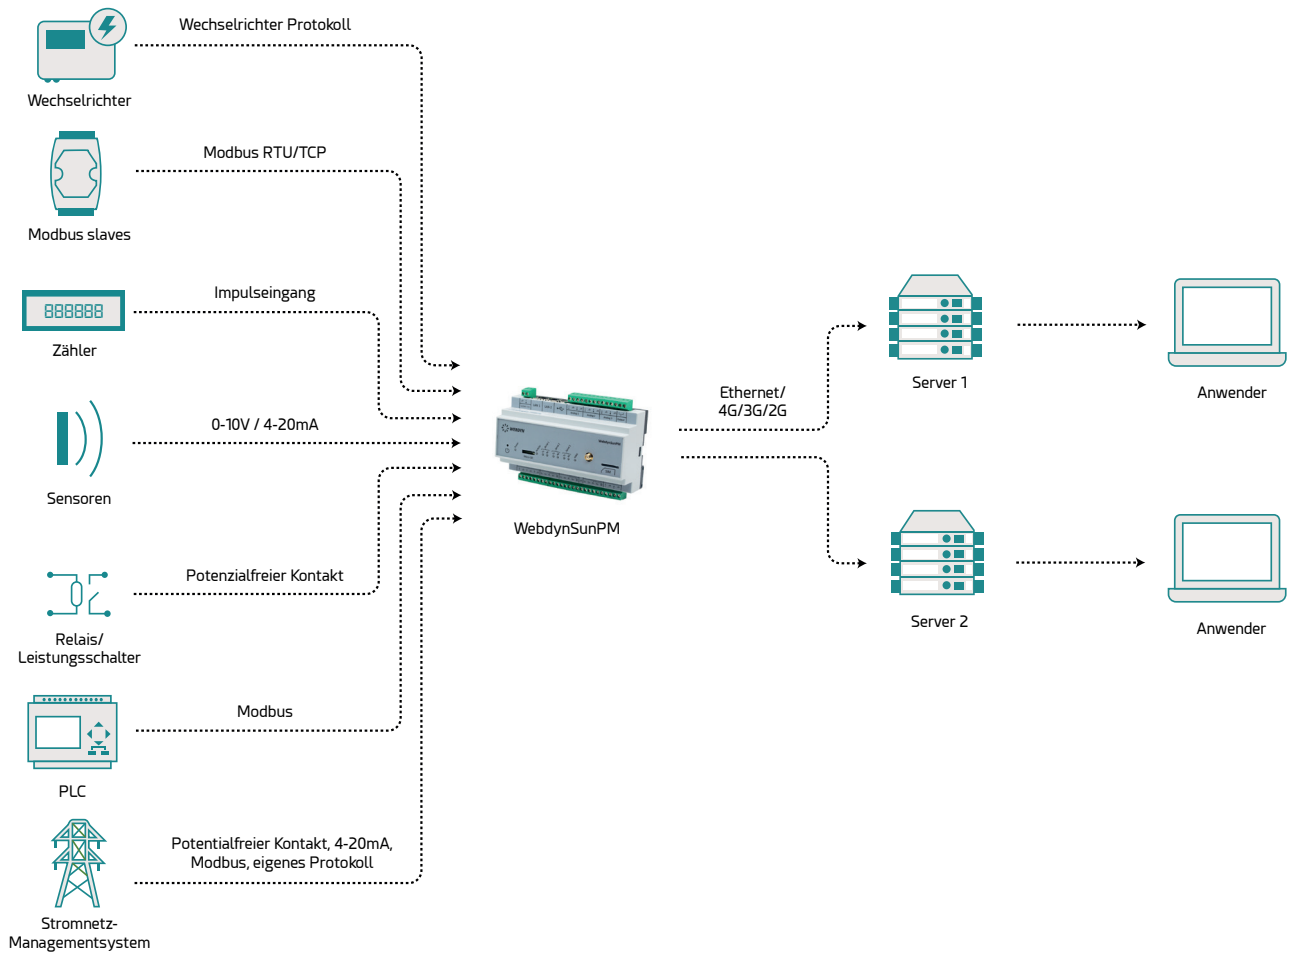 Wechselrichter Protokoll
Wechselrichter
Modbus RTU/TCP
Modbus slaves
Impulseingang
888888
Zähler
0-10V / 4-20mA
Sensoren
Potenzialfreier Kontakt
Relais/
Leistungsschalter
Modbus
PLC
Potentialfreier Kontakt, 4-20mA,
Modbus, eigenes Protokoll
Stromnetz-
Managementsystem
WebdynSunPM
WebdynSunPM
Ethernet/
4G/3G/2G
Server 1
Anwender
Server 2
Anwender